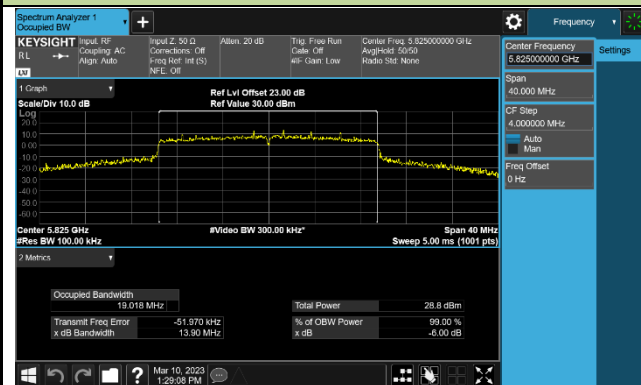 Spectrum Analyzer 1
Occupied BW
Frequency
KEYSIGHT
RL
Input: RF
Coupling: AC
Align: Auto
Input Z: 50 Ω
Corrections: Off
Freq Ref: Int (S)
NFE: Off
Atten: 20 dB
Trig: Free Run
Gate: Off
#IF Gain: Low
Center Freq: 5.825000000 GHz
Avg|Hold: 50/50
Radio Std: None
Center Frequency
5.825000000 GHz
Settings
Span
40.000 MHz
CF Step
4.000000 MHz
Auto
Man
Freq Offset
0 Hz
1 Graph
Scale/Div 10.0 dB
Ref Lvl Offset 23.00 dB
Ref Value 30.00 dBm
Log
20.0
10.0
0.00
-10.0
-20.0
-30.0
-40.0
-50.0
-60.0
Center 5.825 GHz
#Video BW 300.00 kHz*
Span 40 MHz
#Res BW 100.00 kHz
Sweep 5.00 ms (1001 pts)
2 Metrics
Occupied Bandwidth
19.018 MHz
Total Power
28.8 dBm
Transmit Freq Error
-51.970 kHz
% of OBW Power
99.00 %
x dB Bandwidth
13.90 MHz
x dB
-6.00 dB
Mar 10, 2023
1:29:08 PM